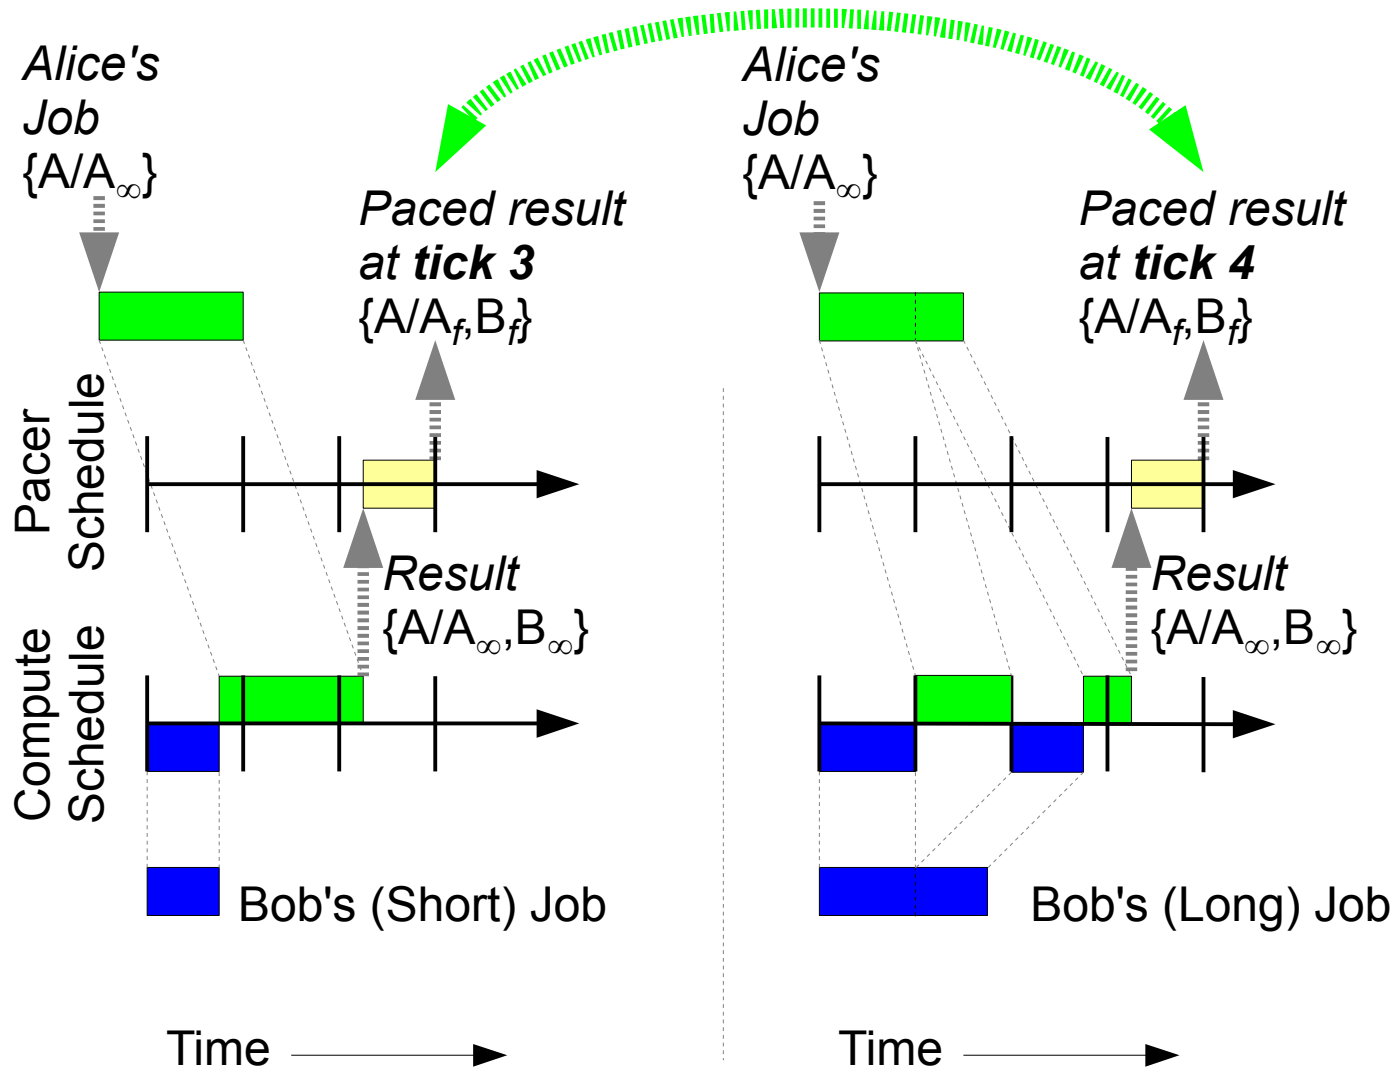 Alice's
Job
{A/A∞}
Paced result
at tick 3
{A/Af,Bf}
Pacer
Schedule
Result
{A/A∞,B∞}
Compute
Schedule
Bob's (Short) Job
Time
Alice's
Job
{A/A∞}
Paced result
at tick 4
{A/Af,Bf}
Result
{A/A∞,B∞}
Bob's (Long) Job
Time